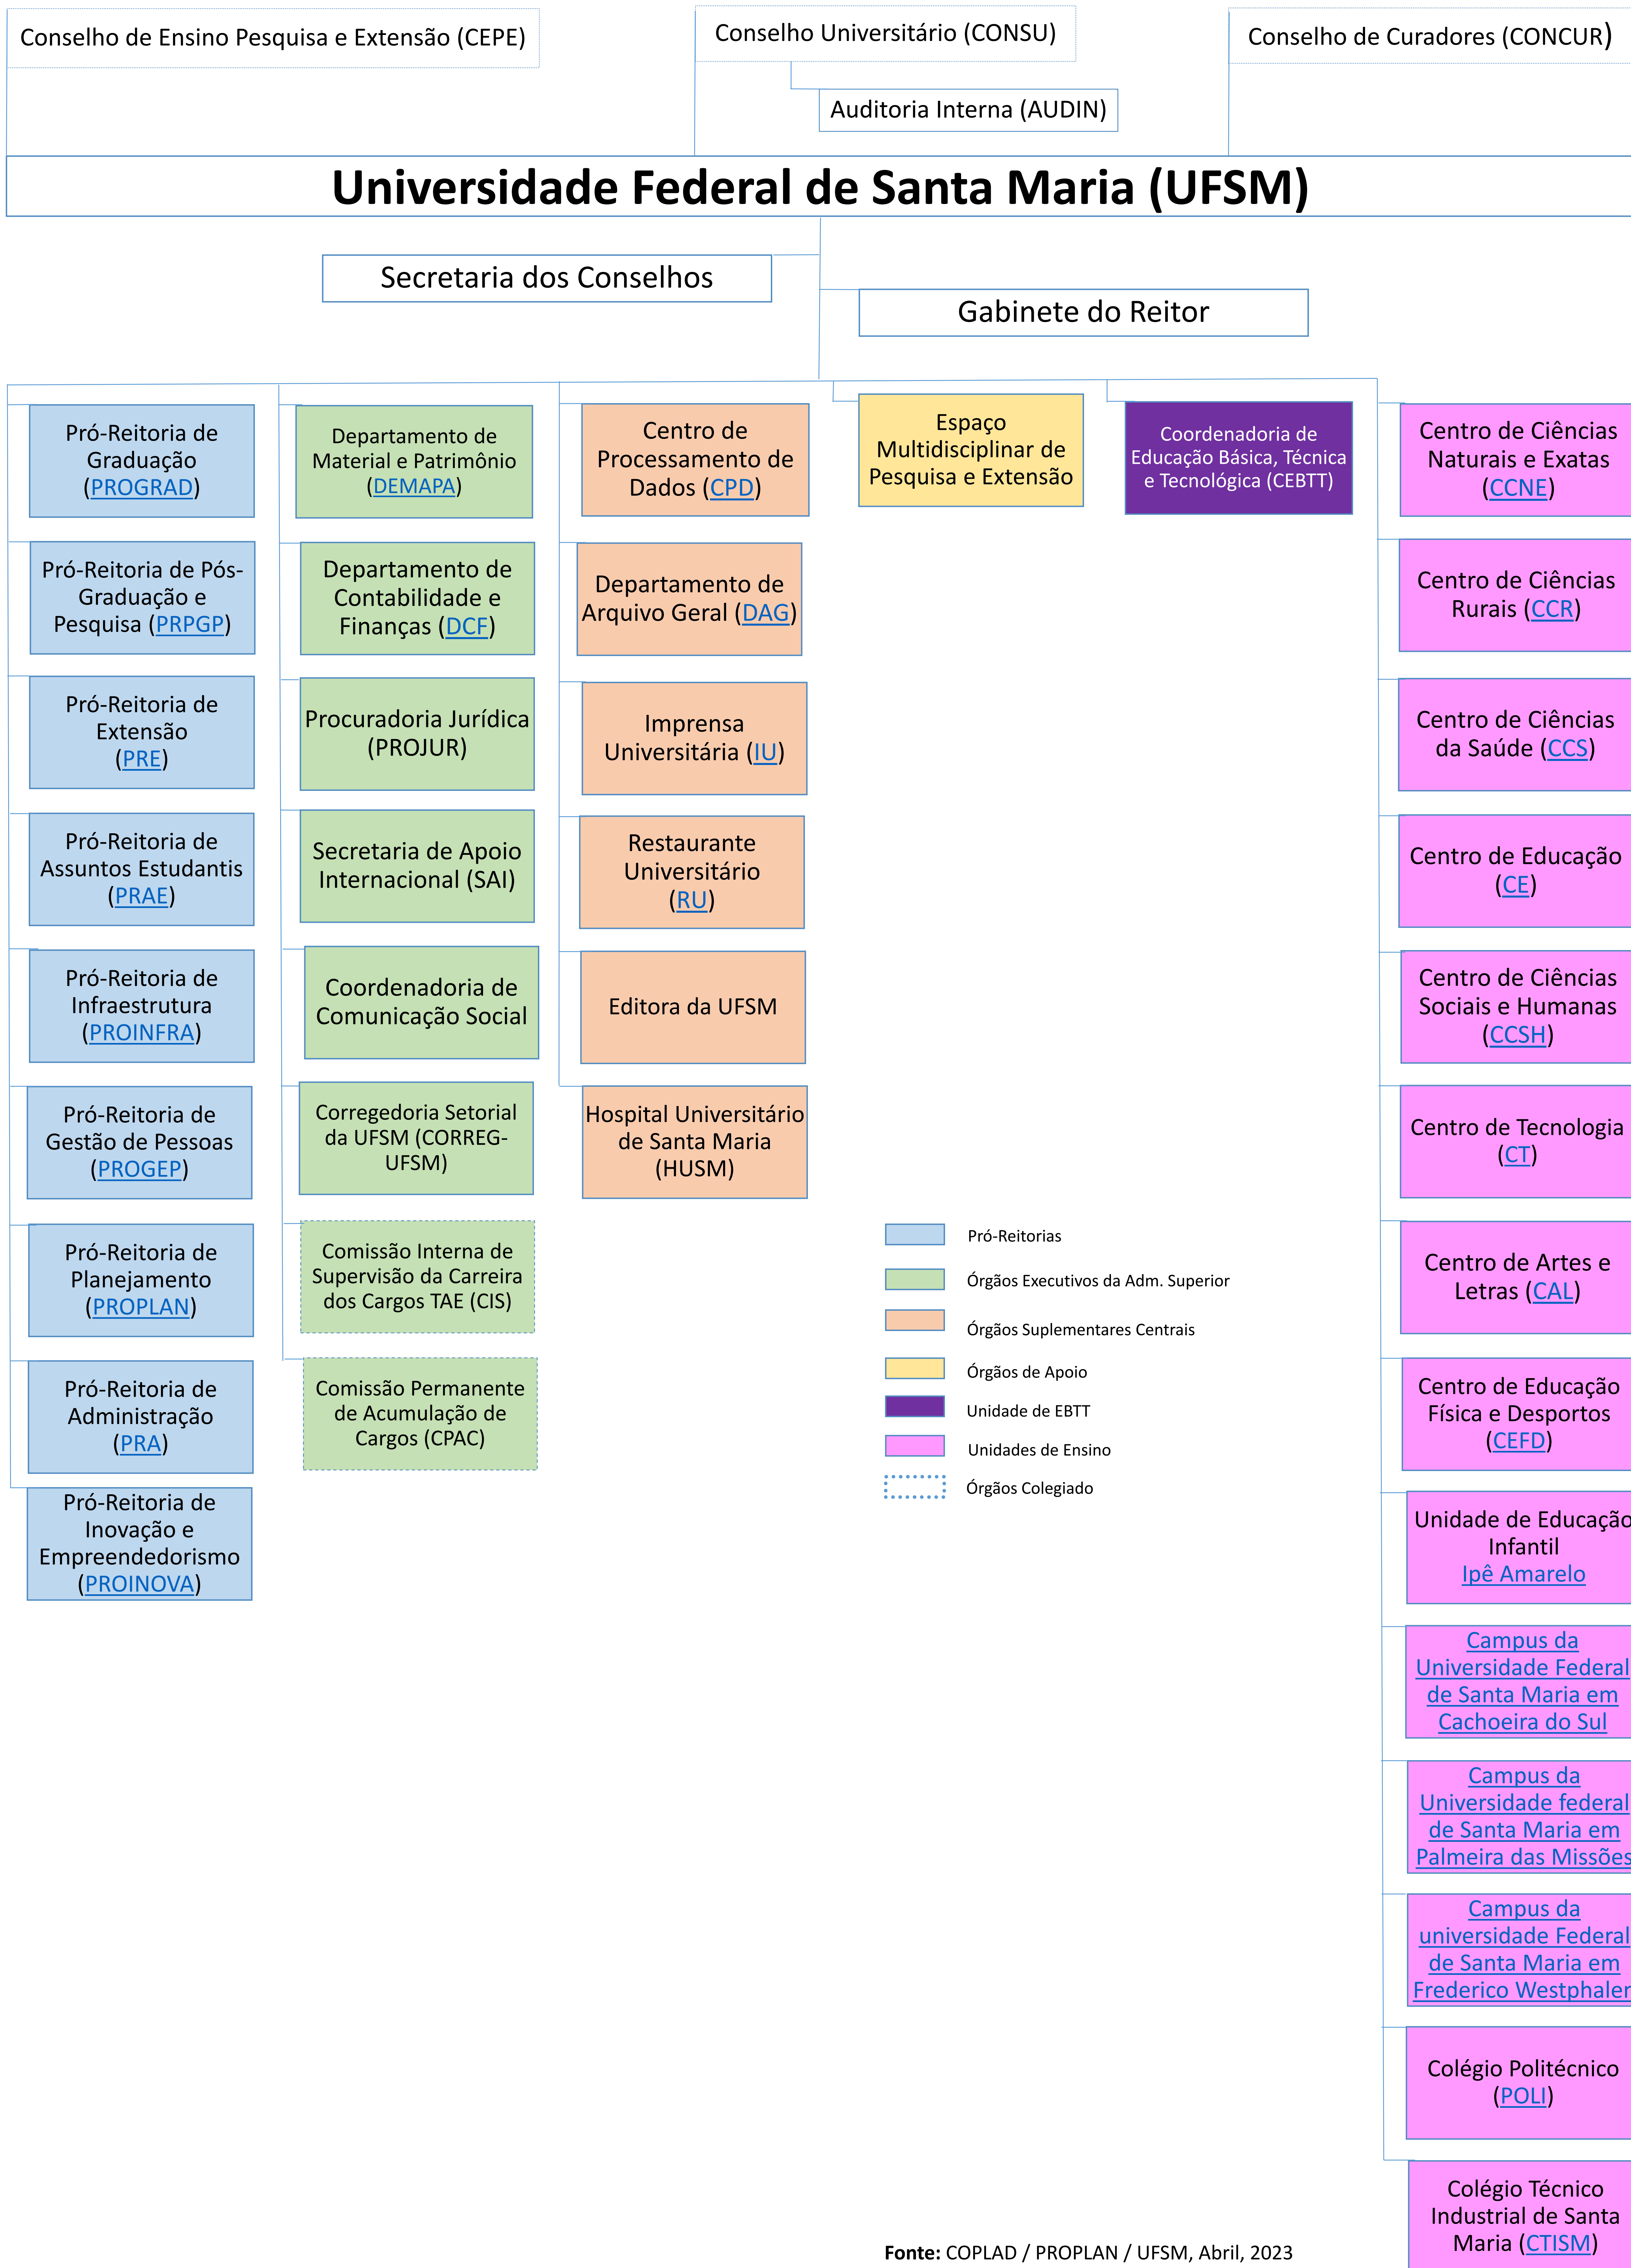 Conselho de Ensino Pesquisa e Extensão (CEPE)
Conselho Universitário (CONSU)
Conselho de Curadores (CONCUR)
Auditoria Interna (AUDIN)
Universidade Federal de Santa Maria (UFSM)
Secretaria dos Conselhos
Gabinete do Reitor
Pró-Reitoria de
Graduação
(PROGRAD)
Pró-Reitoria de Pós-
Graduação e
Pesquisa (PRPGP)
Pró-Reitoria de
Extensão
(PRE)
Pró-Reitoria de
Assuntos Estudantis
(PRAE)
Pró-Reitoria de
Infraestrutura
(PROINFRA)
Pró-Reitoria de
Gestão de Pessoas
(PROGEP)
Pró-Reitoria de
Planejamento
(PROPLAN)
Pró-Reitoria de
Administração
(PRA)
Pró-Reitoria de
Inovação e
Empreendedorismo
(PROINOVA)
Departamento de
Material e Patrimônio
(DEMAPA)
Departamento de
Contabilidade e
Finanças (DCF)
Procuradoria Jurídica
(PROJUR)
Secretaria de Apoio
Internacional (SAI)
Coordenadoria de
Comunicação Social
Corregedoria Setorial
da UFSM (CORREG-
UFSM)
Comissão Interna de
Supervisão da Carreira
dos Cargos TAE (CIS)
Comissão Permanente
de Acumulação de
Cargos (CPAC)
Centro de
Processamento de
Dados (CPD)
Departamento de
Arquivo Geral (DAG)
Imprensa
Universitária (IU)
Restaurante
Universitário
(RU)
Editora da UFSM
Hospital Universitário
de Santa Maria
(HUSM)
Espaço
Multidisciplinar de
Pesquisa e Extensão
Coordenadoria de
Educação Básica, Técnica
e Tecnológica (CEBTT)
Centro de Ciências
Naturais e Exatas
(CCNE)
Centro de Ciências
Rurais (CCR)
Centro de Ciências
da Saúde (CCS)
Centro de Educação
(CE)
Centro de Ciências
Sociais e Humanas
(CCSH)
Centro de Tecnologia
(CT)
Centro de Artes e
Letras (CAL)
Centro de Educação
Física e Desportos
(CEFD)
Unidade de Educação
Infantil
Ipê Amarelo
Campus da
Universidade Federal
de Santa Maria em
Cachoeira do Sul
Campus da
Universidade federal
de Santa Maria em
Palmeira das Missões
Campus da
universidade Federal
de Santa Maria em
Frederico Westphalen
Colégio Politécnico
(POLI)
Colégio Técnico
Industrial de Santa
Maria (CTISM)
Pró-Reitorias
Órgãos Executivos da Adm. Superior
Órgãos Suplementares Centrais
Órgãos de Apoio
Unidade de EBTT
Unidades de Ensino
Órgãos Colegiado
Fonte: COPLAD / PROPLAN / UFSM, Abril, 2023